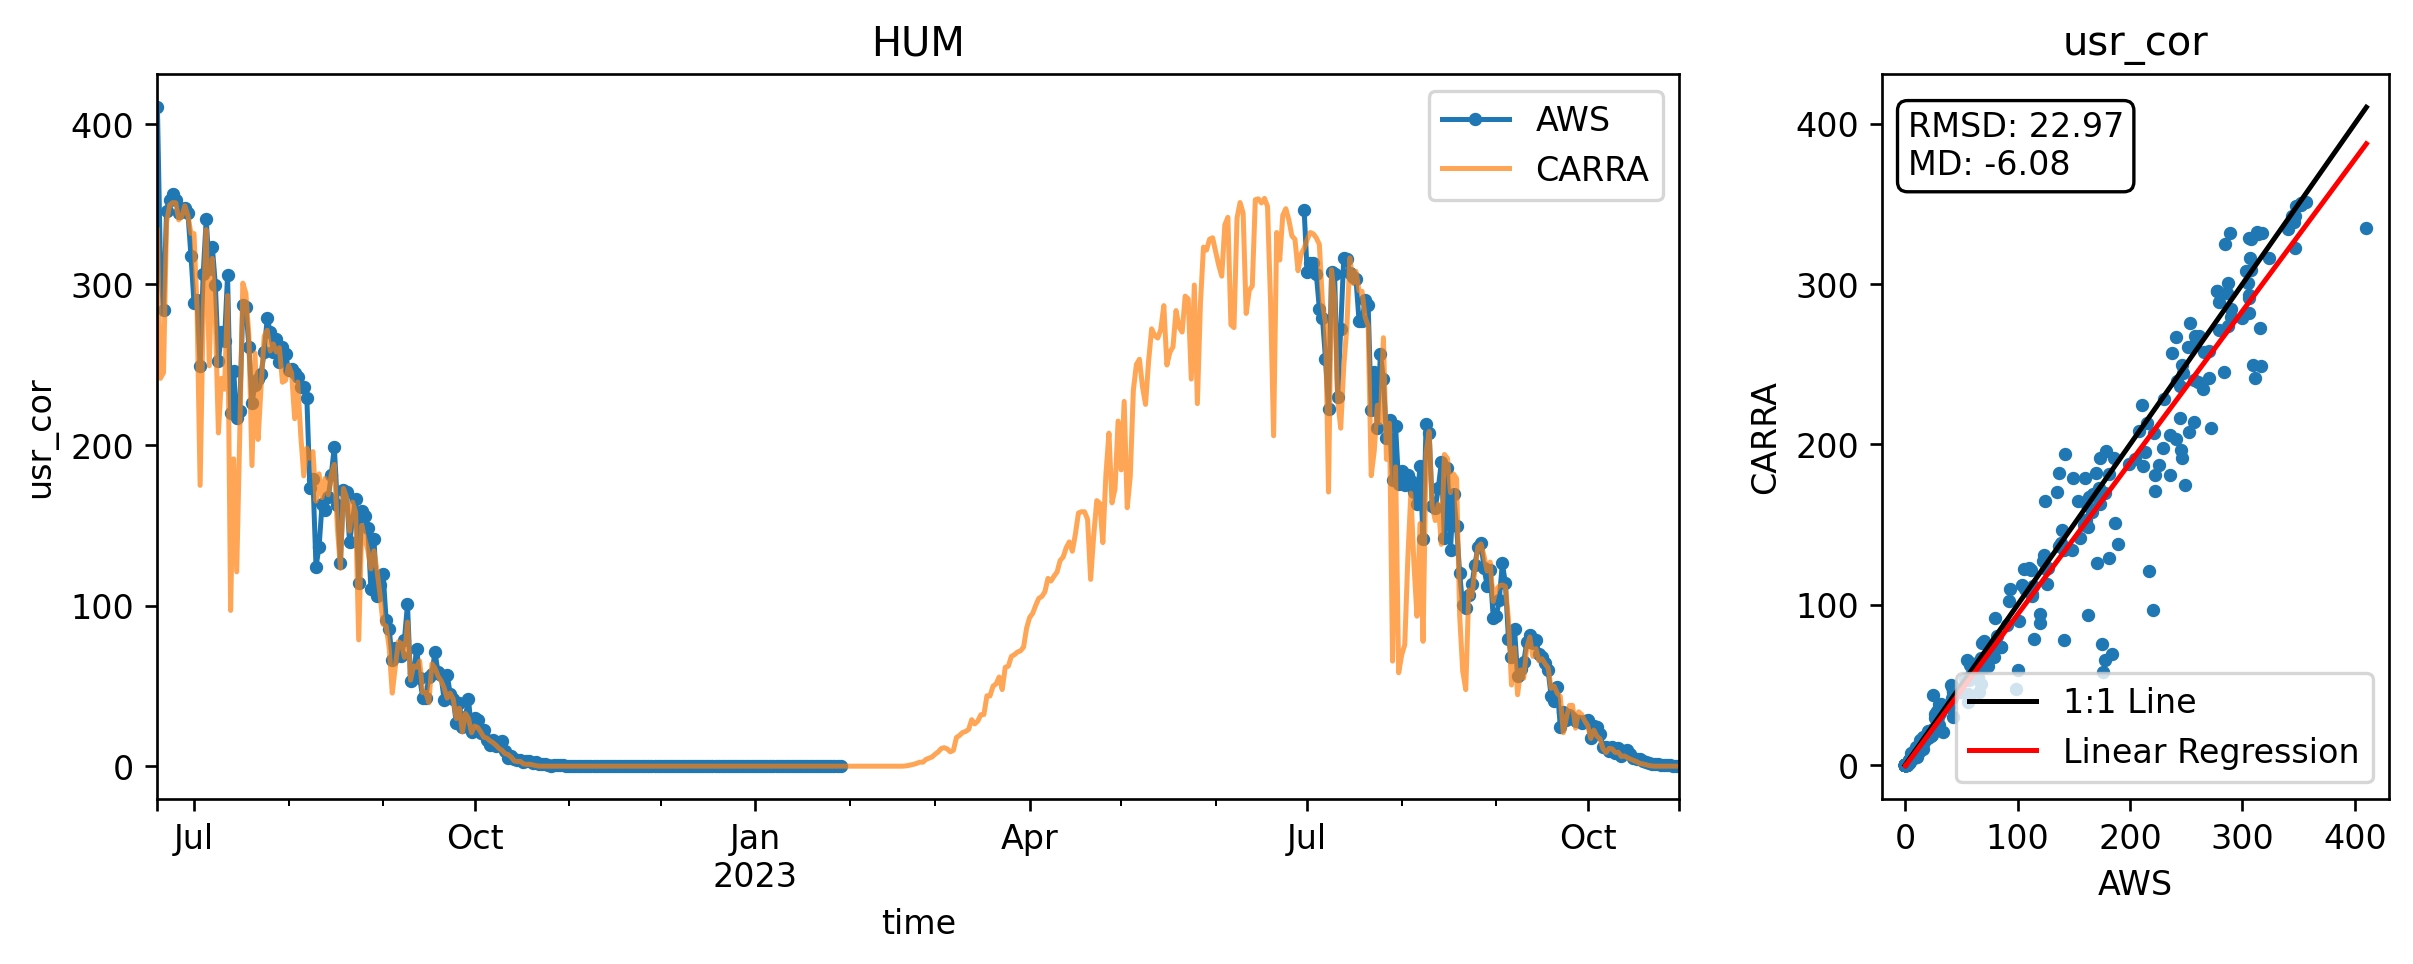 HUM
usr_cor
400
300
200
100
0
AWS
CARRA
Jul
Oct
Jan
2023
Apr
Jul
Oct
time
usr_cor
CARRA
400
300
200
100
0
RMSD: 22.97
MD: -6.08
1:1 Line
Linear Regression
0 100 200 300 400
AWS